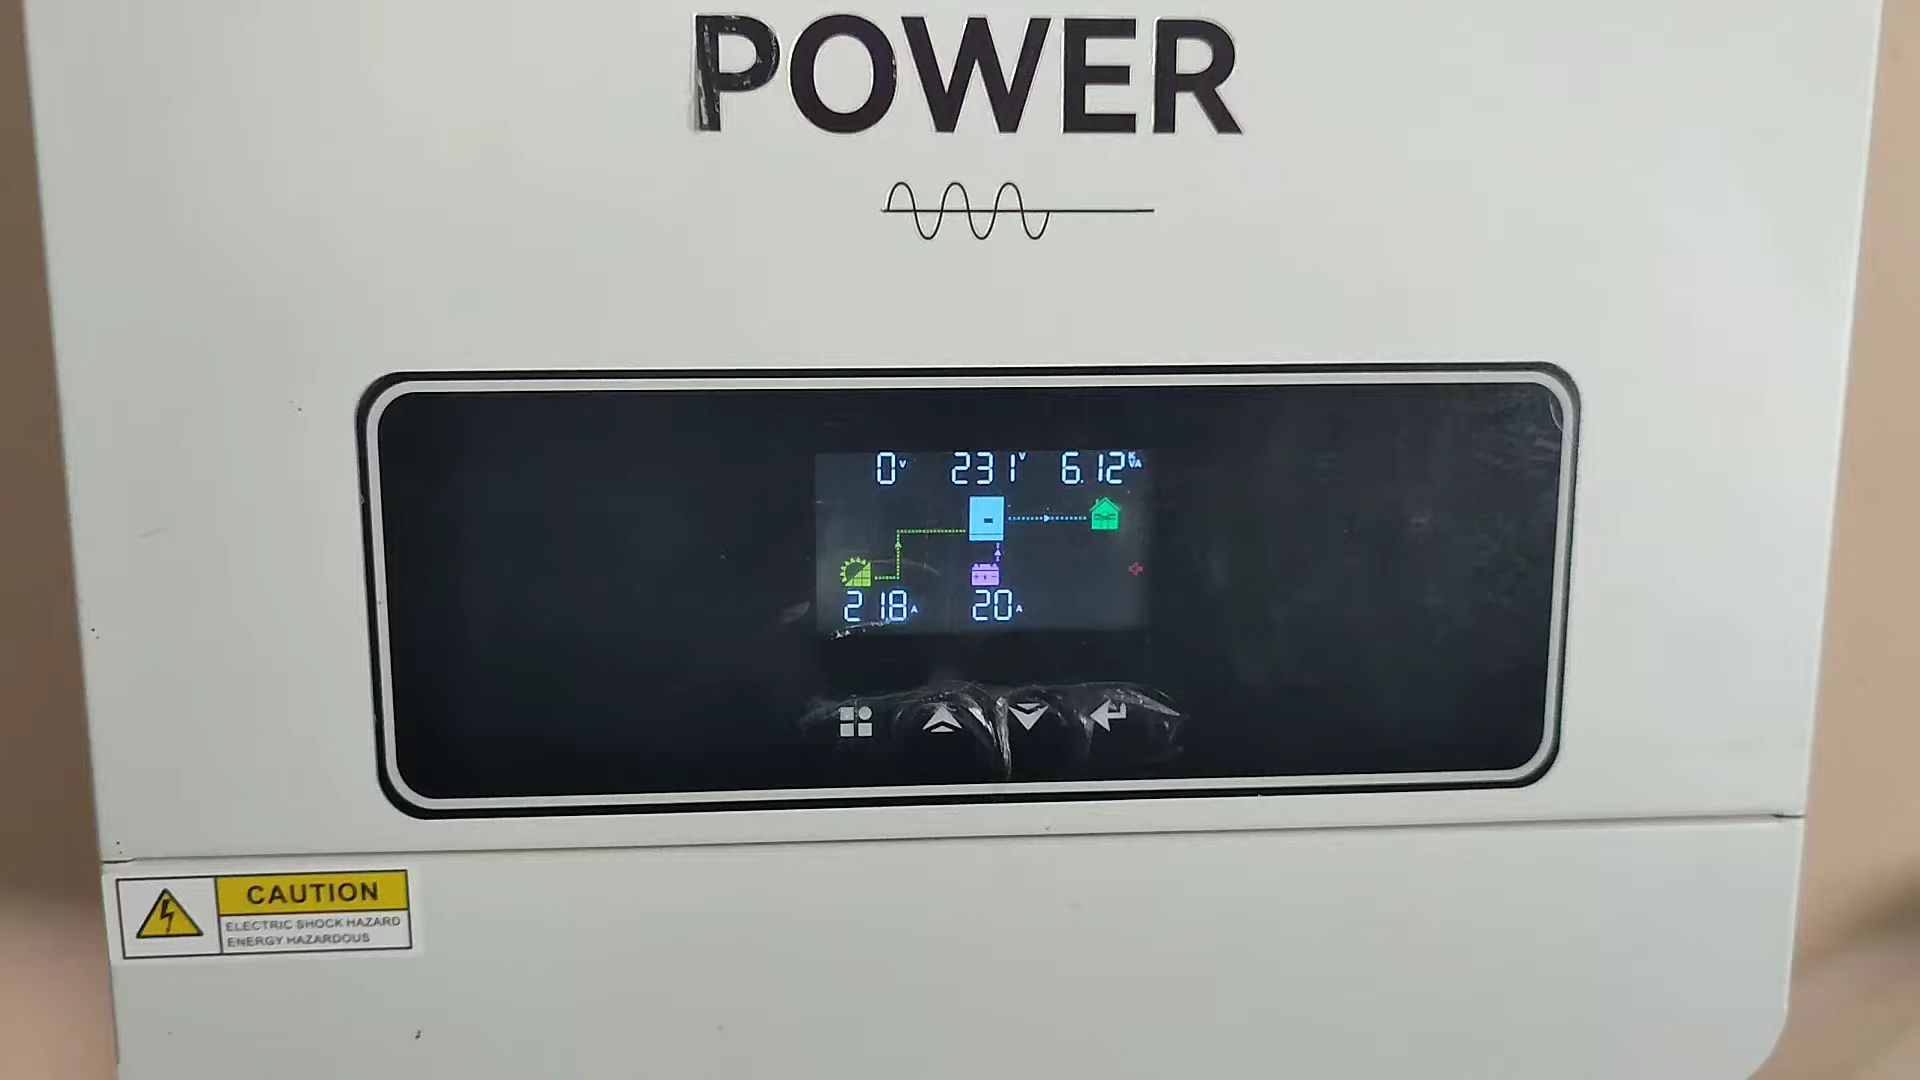 POWER
0V 231V 6.12KVA
218A 20A
CAUTION
ELECTRIC SHOCK HAZARD
ENERGY HAZARDOUS